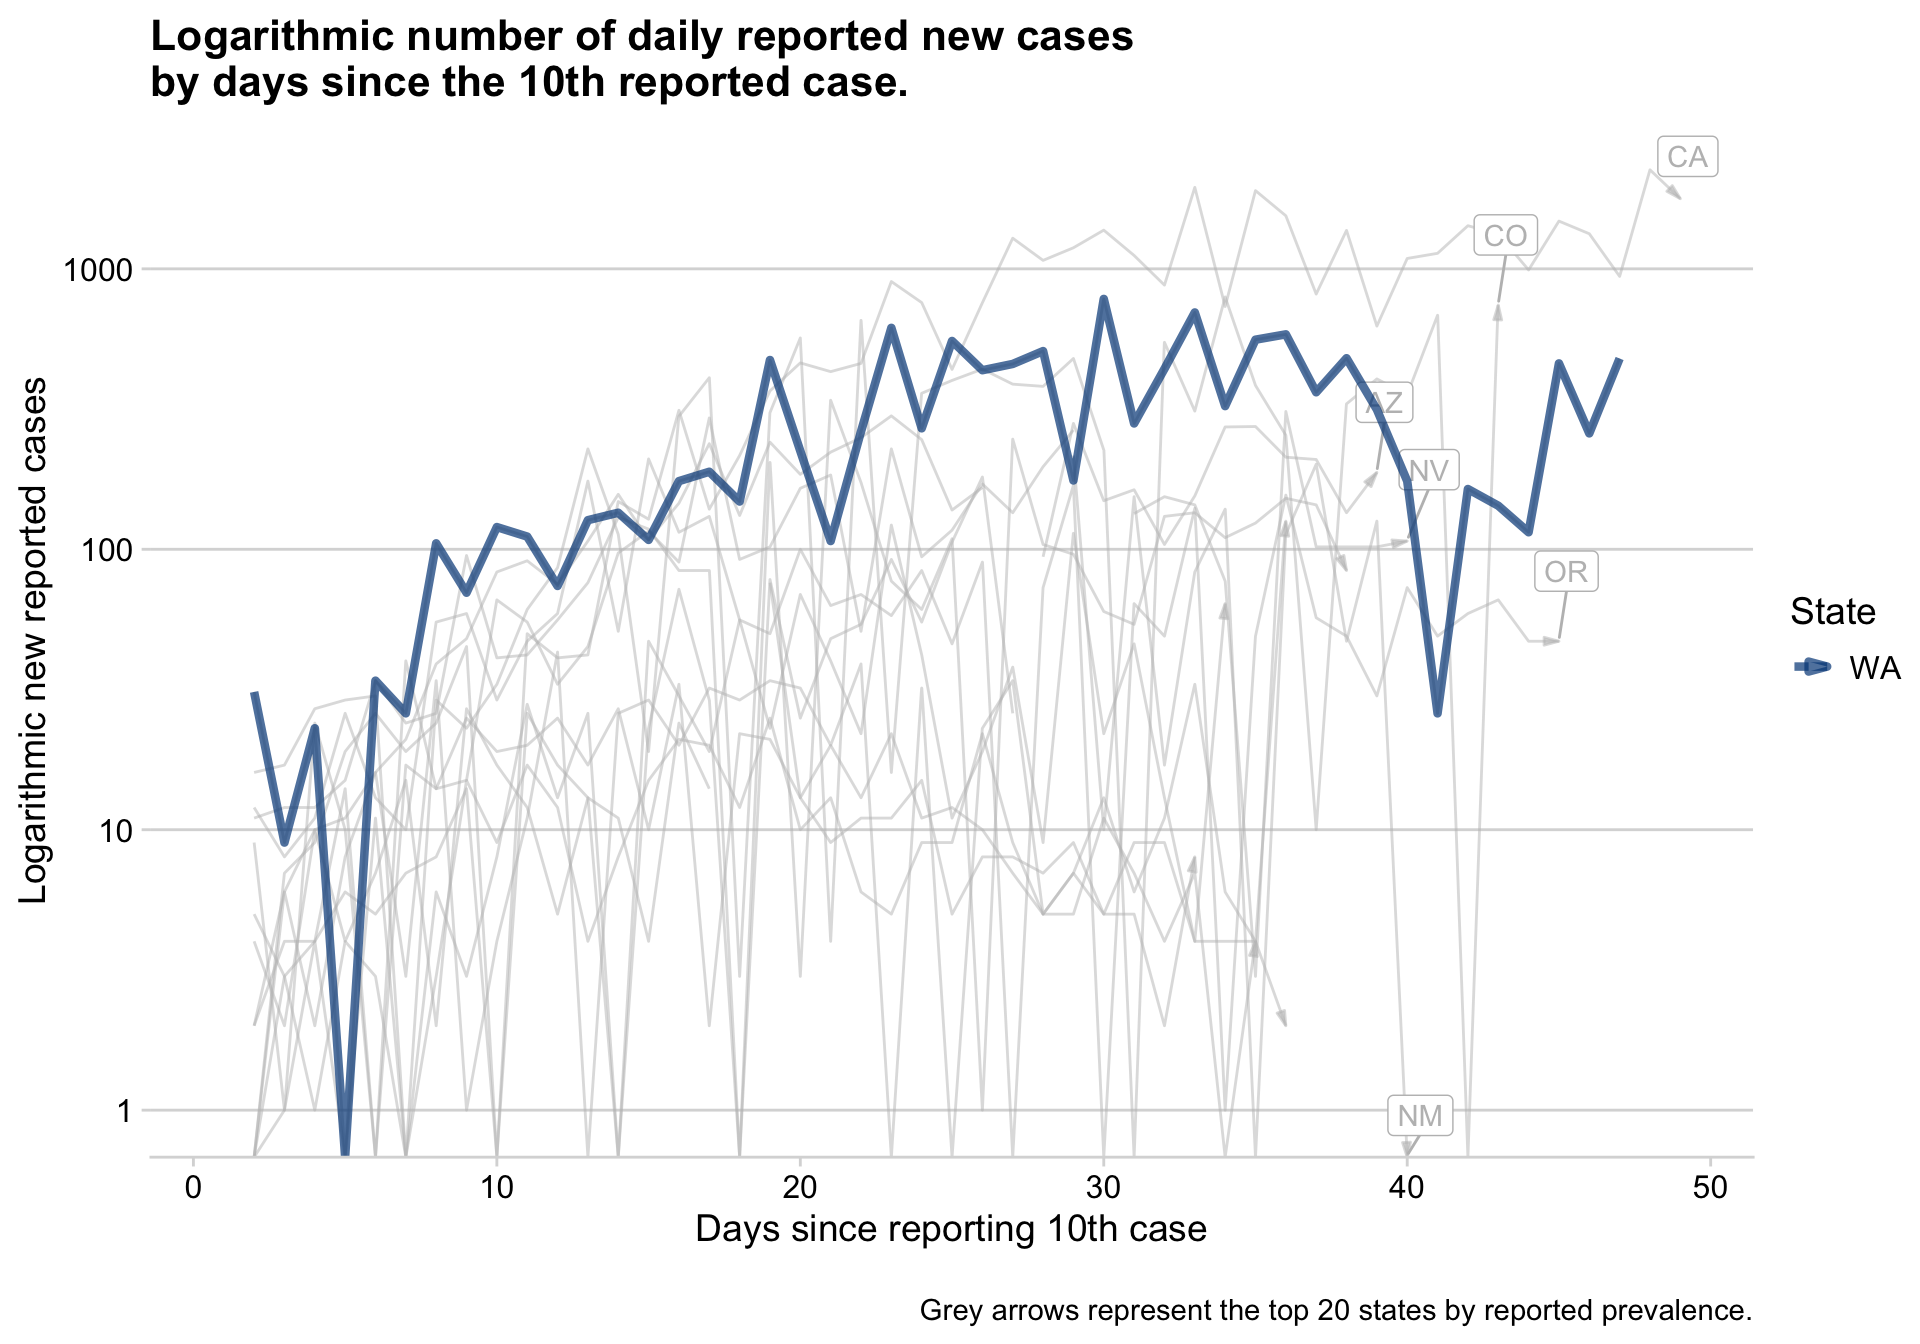 Logarithmic number of daily reported new cases
by days since the 10th reported case.
Logarithmic new reported cases
1000
100
10
1
CA
CO
AZ
NV
OR
NM
State
WA
0 10 20 30 40 50
Days since reporting 10th case
Grey arrows represent the top 20 states by reported prevalence.